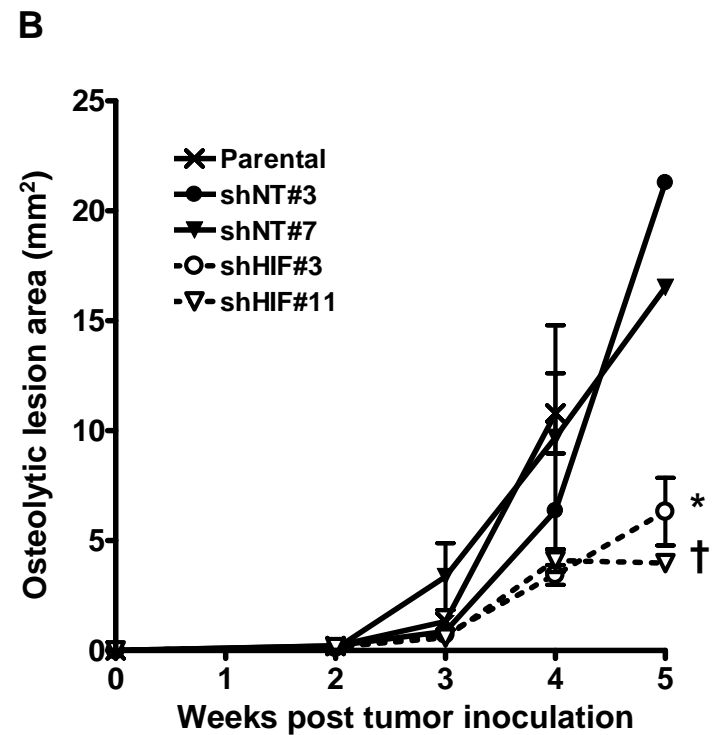 B
25
20
15
10
5
0
Osteolytic lesion area (mm²)
Parental
shNT#3
shNT#7
shHIF#3
shHIF#11
*
†
0 1 2 3 4 5
Weeks post tumor inoculation